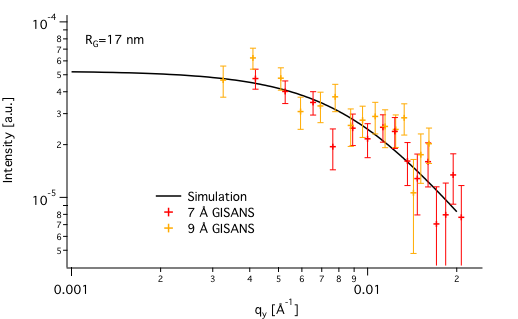 10⁻⁴
8
7
6
5
4
3
2
10⁻⁵
8
7
6
5
R_G=17 nm
Intensity [a.u.]
Simulation
7 Å GISANS
9 Å GISANS
0.001 2 3 4 5 6 7 8 9 0.01 2
q_y [Å⁻¹]